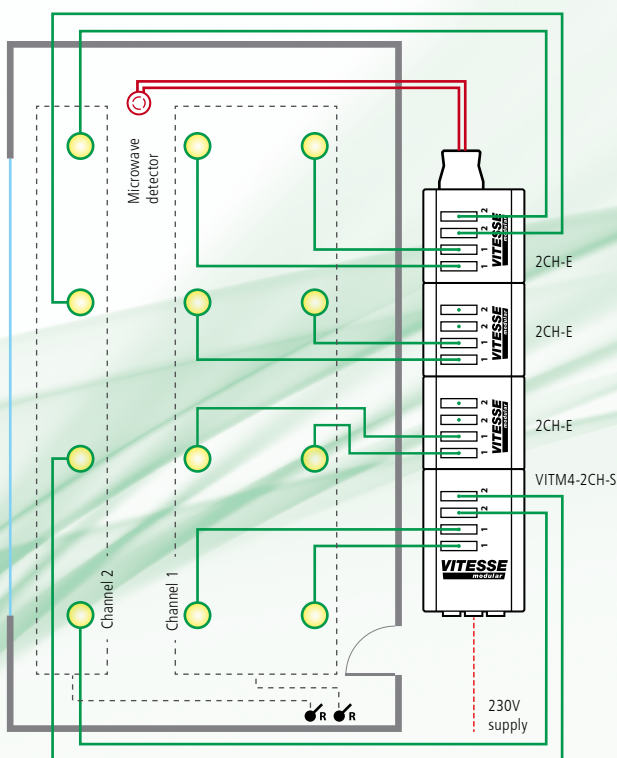 Microwave
detector
2
2
1
1
VITESSE
modular
2CH-E
2
2
1
1
VITESSE
modular
2CH-E
2
2
1
1
VITESSE
modular
2CH-E
VITM4-2CH-S
2
2
1
1
VITESSE
modular
Channel 2
Channel 1
R
R
230V
supply